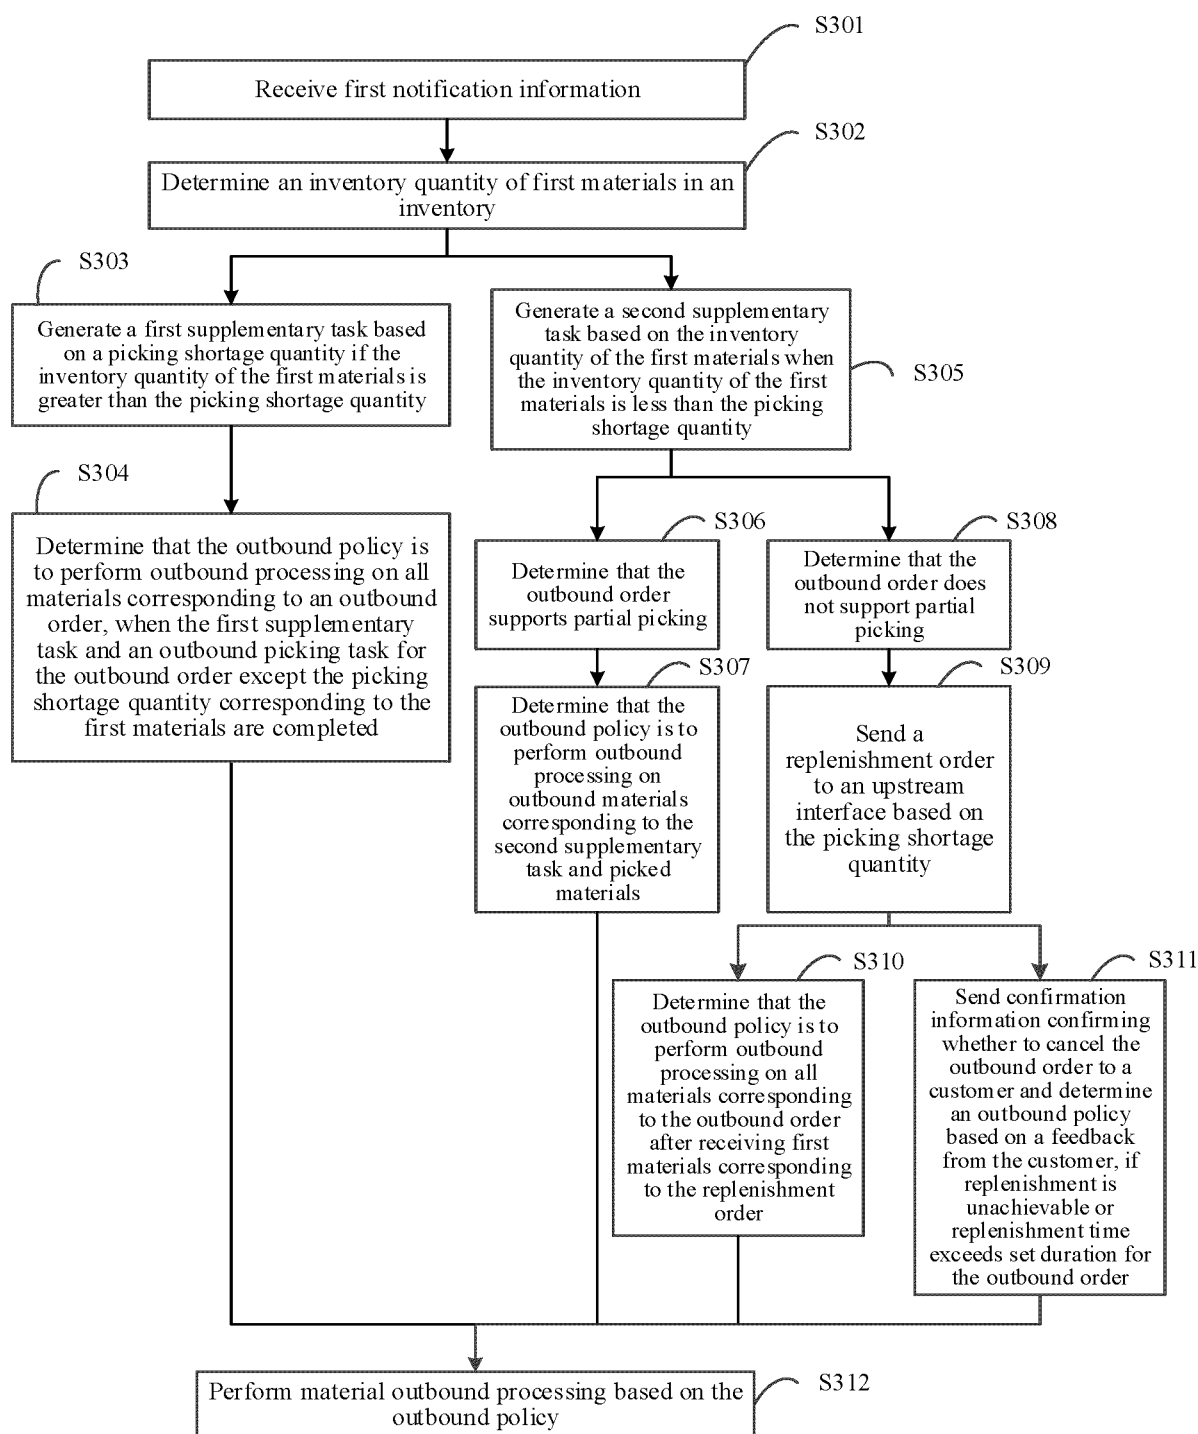 S301
Receive first notification information
S302
Determine an inventory quantity of first materials in an
inventory
S303
Generate a first supplementary task based
on a picking shortage quantity if the
inventory quantity of the first materials is
greater than the picking shortage quantity
Generate a second supplementary
task based on the inventory
quantity of the first materials when
the inventory quantity of the first
materials is less than the picking
shortage quantity
S305
S304
Determine that the outbound policy is
to perform outbound processing on all
materials corresponding to an outbound
order, when the first supplementary
task and an outbound picking task for
the outbound order except the picking
shortage quantity corresponding to the
first materials are completed
S306
Determine that the
outbound order
supports partial picking
S308
Determine that the
outbound order does
not support partial
picking
S307
Determine that the
outbound policy is to
perform outbound
processing on
outbound materials
corresponding to the
second supplementary
task and picked
materials
S309
Send a
replenishment order
to an upstream
interface based on
the picking shortage
quantity
S310
Determine that the
outbound policy is to
perform outbound
processing on all
materials corresponding
to the outbound order
after receiving first
materials corresponding
to the replenishment
order
S311
Send confirmation
information confirming
whether to cancel the
outbound order to a
customer and determine
an outbound policy
based on a feedback
from the customer, if
replenishment is
unachievable or
replenishment time
exceeds set duration for
the outbound order
S312
Perform material outbound processing based on the
outbound policy